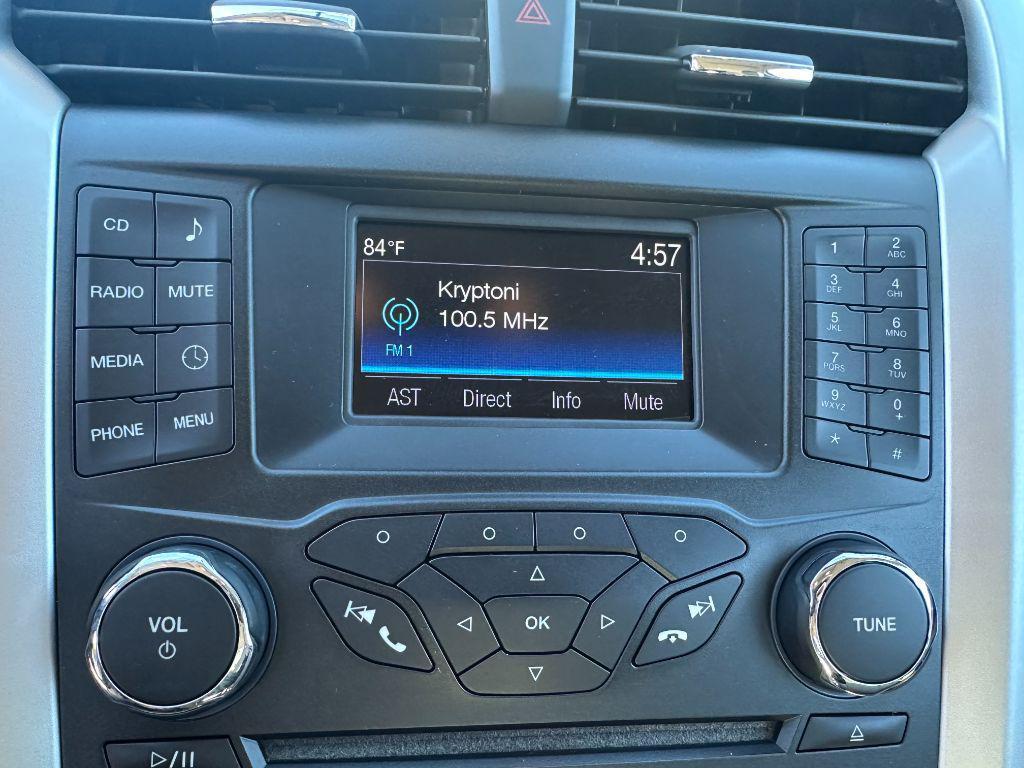 84°F
4:57
Kryptoni
100.5 MHz
FM 1
AST Direct Info Mute
CD
RADIO MUTE
MEDIA
PHONE MENU
1 2 ABC
3 DEF 4 GHI
5 JKL 6 MNO
7 PQRS 8 TUV
9 WXYZ 0 +
* #
VOL
OK
TUNE